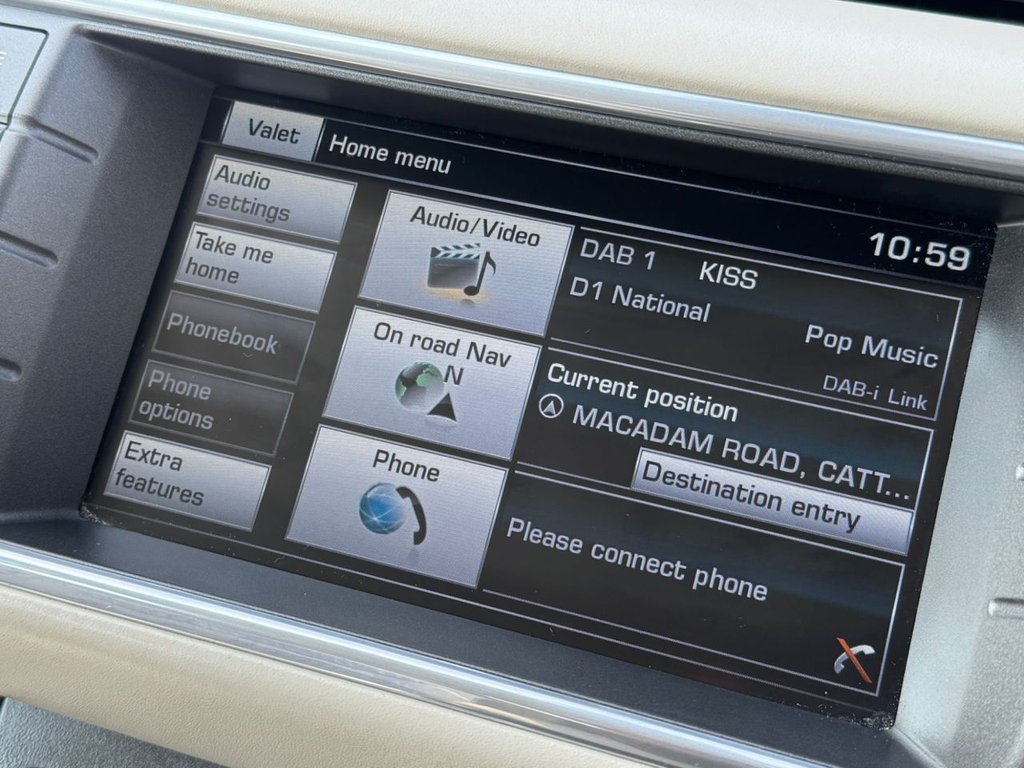 Valet
Home menu
10:59
Audio
settings
Take me
home
Phonebook
Phone
options
Extra
features
Audio/Video
On road Nav
N
Phone
DAB 1
KISS
D1 National
Pop Music
DAB-i Link
Current position
MACADAM ROAD, CATT...
Destination entry
Please connect phone